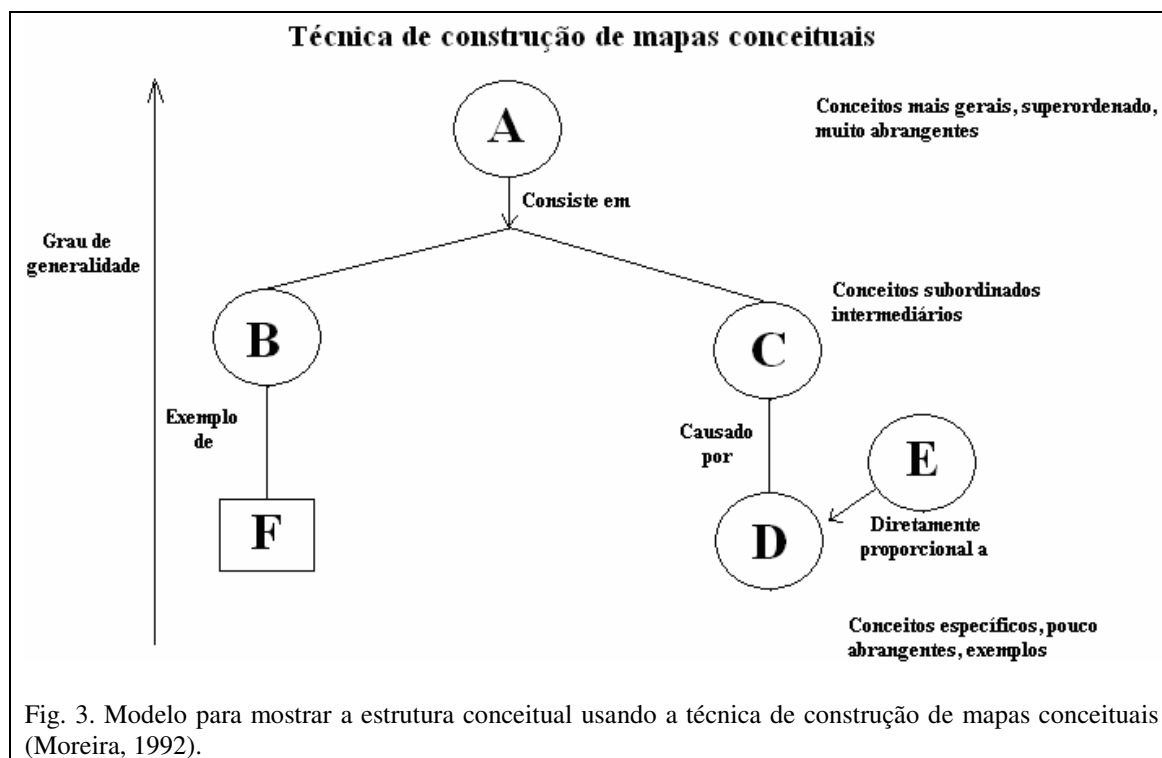 Técnica de construção de mapas conceituais
A
Conceitos mais gerais, superordenado,
muito abrangentes
Consiste em
Grau de
generalidade
B
C
Conceitos subordinados
intermediários
Exemplo
de
Causado
por
E
F
D
Diretamente
proporcional a
Conceitos específicos, pouco
abrangentes, exemplos
Fig. 3. Modelo para mostrar a estrutura conceitual usando a técnica de construção de mapas conceituais
(Moreira, 1992).